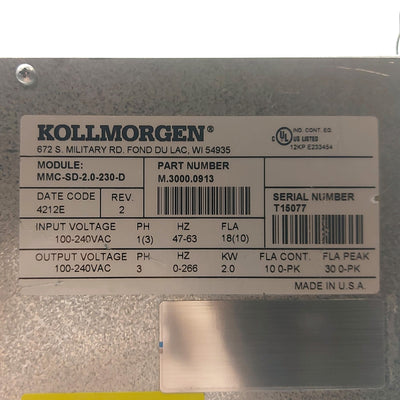 KOLLMORGEN®
672 S. MILITARY RD. FOND DU LAC, WI 54935
C UL US IND. CONT. EQ.
LISTED
12KP E233454
MODULE:
MMC-SD-2.0-230-D
PART NUMBER
M.3000.0913
DATE CODE
4212E
REV.
2
SERIAL NUMBER
T15077
INPUT VOLTAGE PH HZ FLA
100-240VAC 1(3) 47-63 18(10)
OUTPUT VOLTAGE PH HZ KW FLA CONT. FLA PEAK
100-240VAC 3 0-266 2.0 10 0-PK 30 0-PK
MADE IN U.S.A.